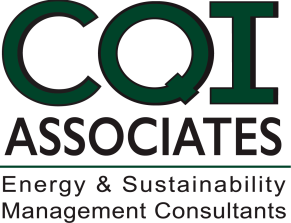 CQI
ASSOCIATES
Energy & Sustainability
Management Consultants